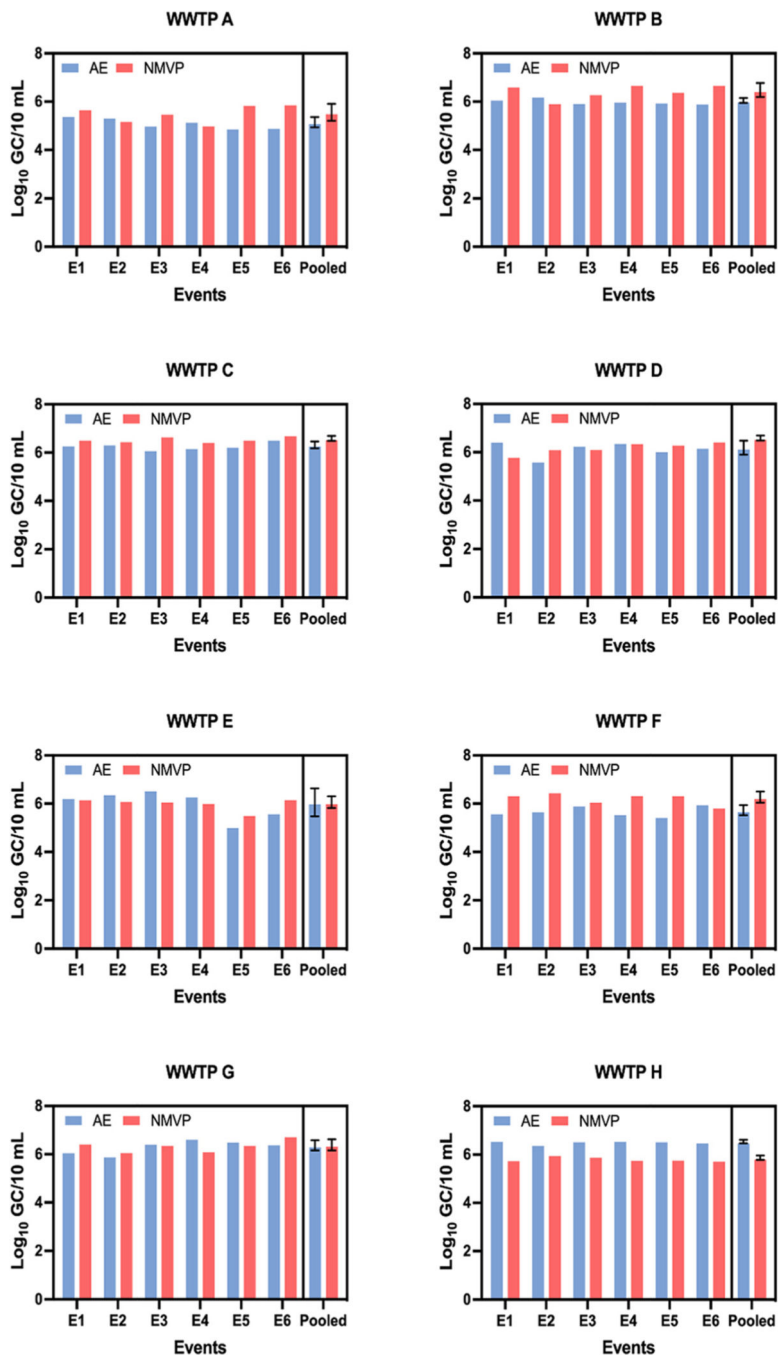 WWTP A
AE NMVP
Log10 GC/10 mL
8
6
4
2
0
E1 E2 E3 E4 E5 E6 Pooled
Events
WWTP B
AE NMVP
Log10 GC/10 mL
8
6
4
2
0
E1 E2 E3 E4 E5 E6 Pooled
Events
WWTP C
AE NMVP
Log10 GC/10 mL
8
6
4
2
0
E1 E2 E3 E4 E5 E6 Pooled
Events
WWTP D
AE NMVP
Log10 GC/10 mL
8
6
4
2
0
E1 E2 E3 E4 E5 E6 Pooled
Events
WWTP E
AE NMVP
Log10 GC/10 mL
8
6
4
2
0
E1 E2 E3 E4 E5 E6 Pooled
Events
WWTP F
AE NMVP
Log10 GC/10 mL
8
6
4
2
0
E1 E2 E3 E4 E5 E6 Pooled
Events
WWTP G
AE NMVP
Log10 GC/10 mL
8
6
4
2
0
E1 E2 E3 E4 E5 E6 Pooled
Events
WWTP H
AE NMVP
Log10 GC/10 mL
8
6
4
2
0
E1 E2 E3 E4 E5 E6 Pooled
Events